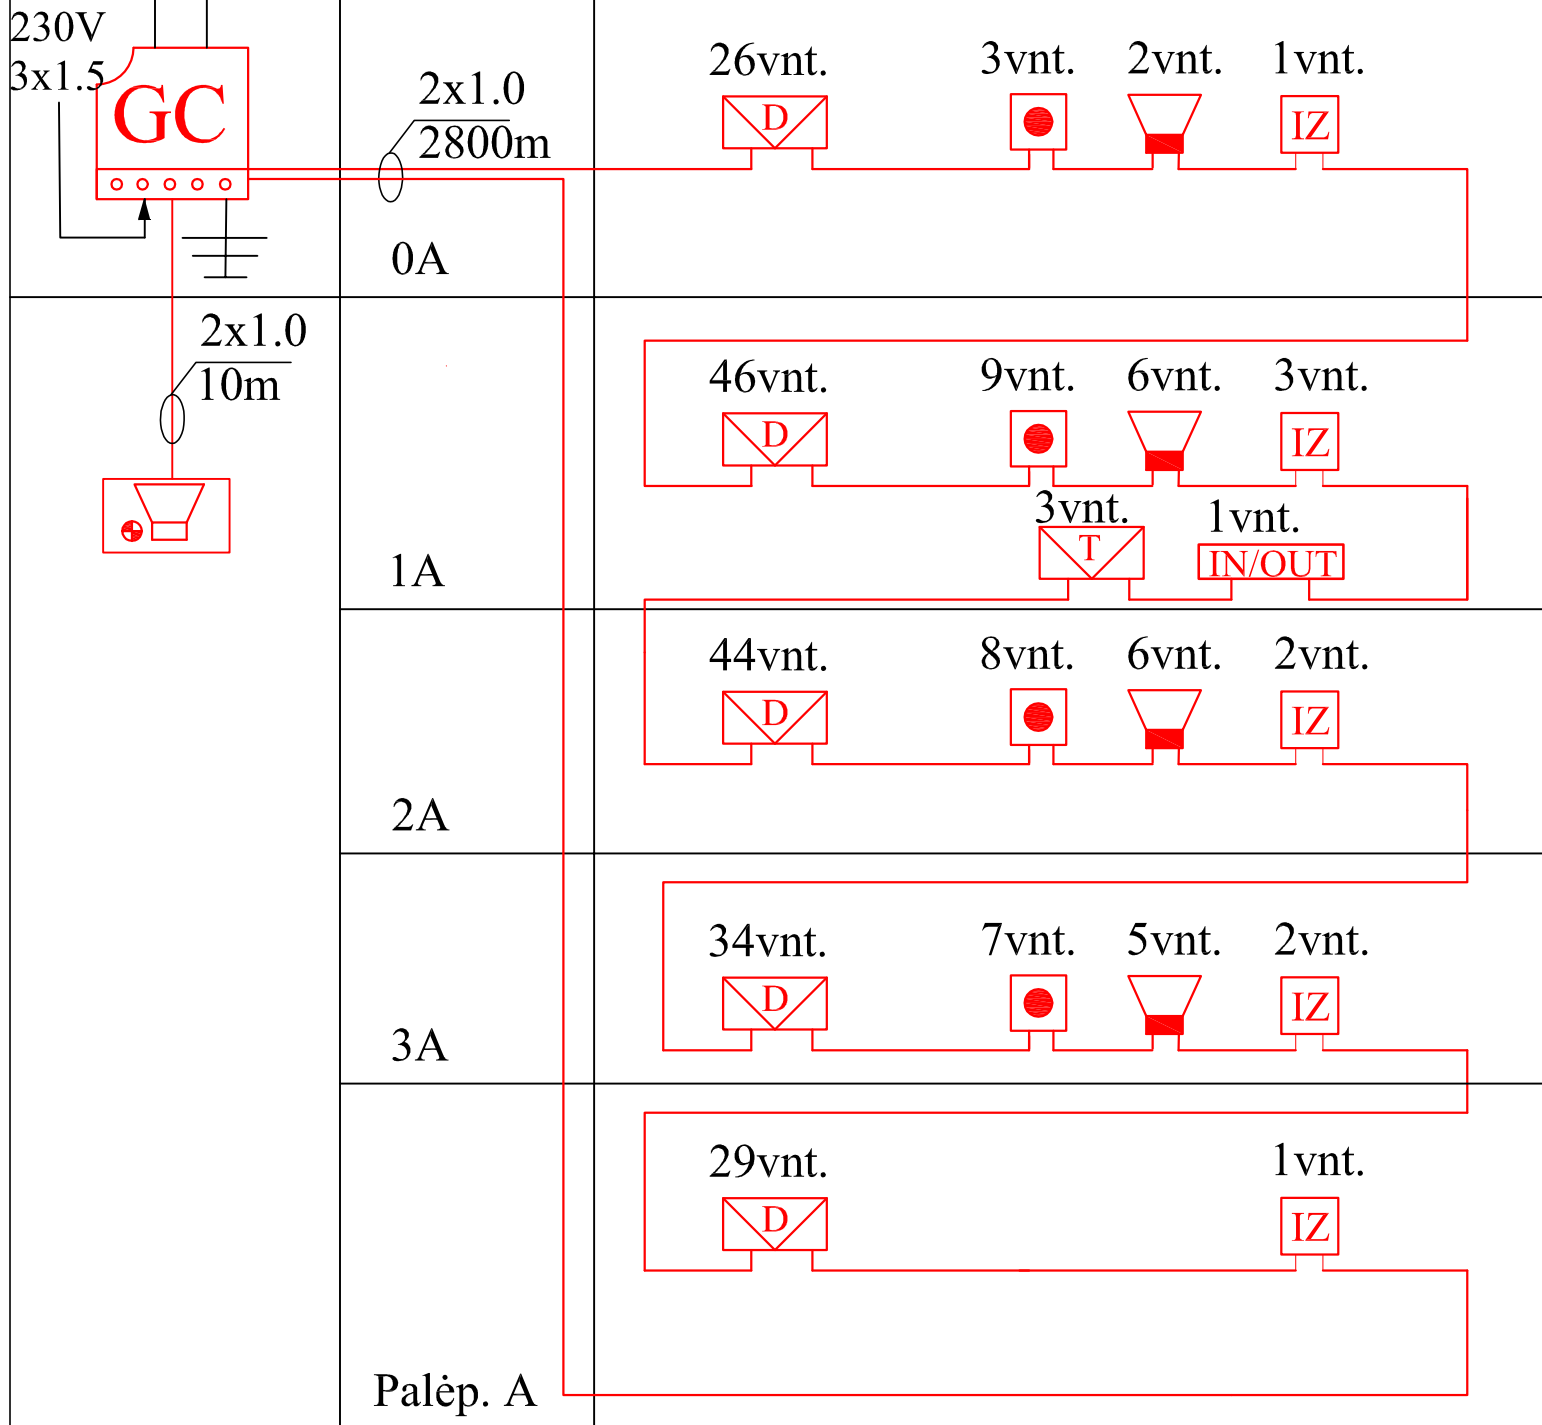 230V
3x1.5
GC
2x1.0
2800m
26vnt. 3vnt. 2vnt. 1vnt.
D IZ
0A
2x1.0
10m
46vnt. 9vnt. 6vnt. 3vnt.
D IZ
3vnt. 1vnt.
T IN/OUT
1A
44vnt. 8vnt. 6vnt. 2vnt.
D IZ
2A
34vnt. 7vnt. 5vnt. 2vnt.
D IZ
3A
29vnt. 1vnt.
D IZ
Palėp. A